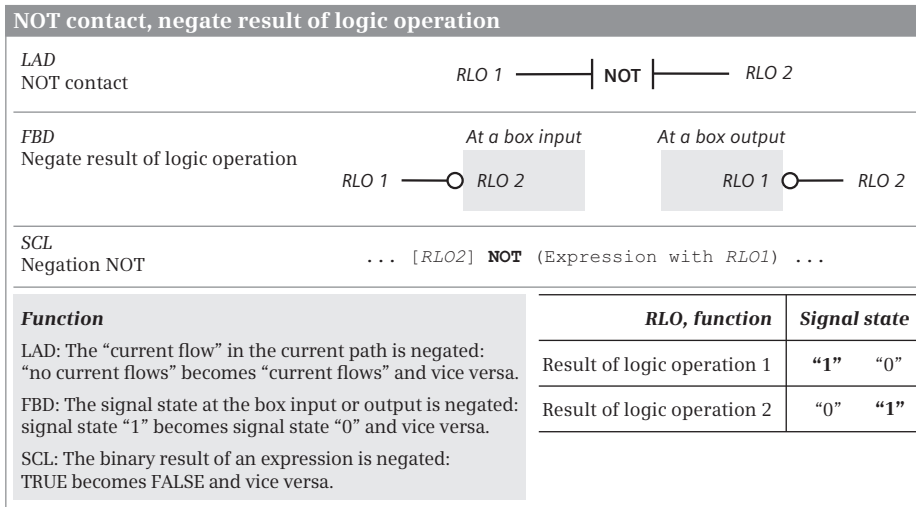 NOT contact, negate result of logic operation
LAD
NOT contact
RLO 1 NOT RLO 2
FBD
Negate result of logic operation
At a box input At a box output
RLO 1 RLO 2 RLO 1 RLO 2
SCL
Negation NOT
... [RLO2] NOT (Expression with RLO1) ...
Function
LAD: The “current flow” in the current path is negated:
“no current flows” becomes “current flows” and vice versa.
FBD: The signal state at the box input or output is negated:
signal state “1” becomes signal state “0” and vice versa.
SCL: The binary result of an expression is negated:
TRUE becomes FALSE and vice versa.
RLO, function Signal state
Result of logic operation 1 “1” “0”
Result of logic operation 2 “0” “1”